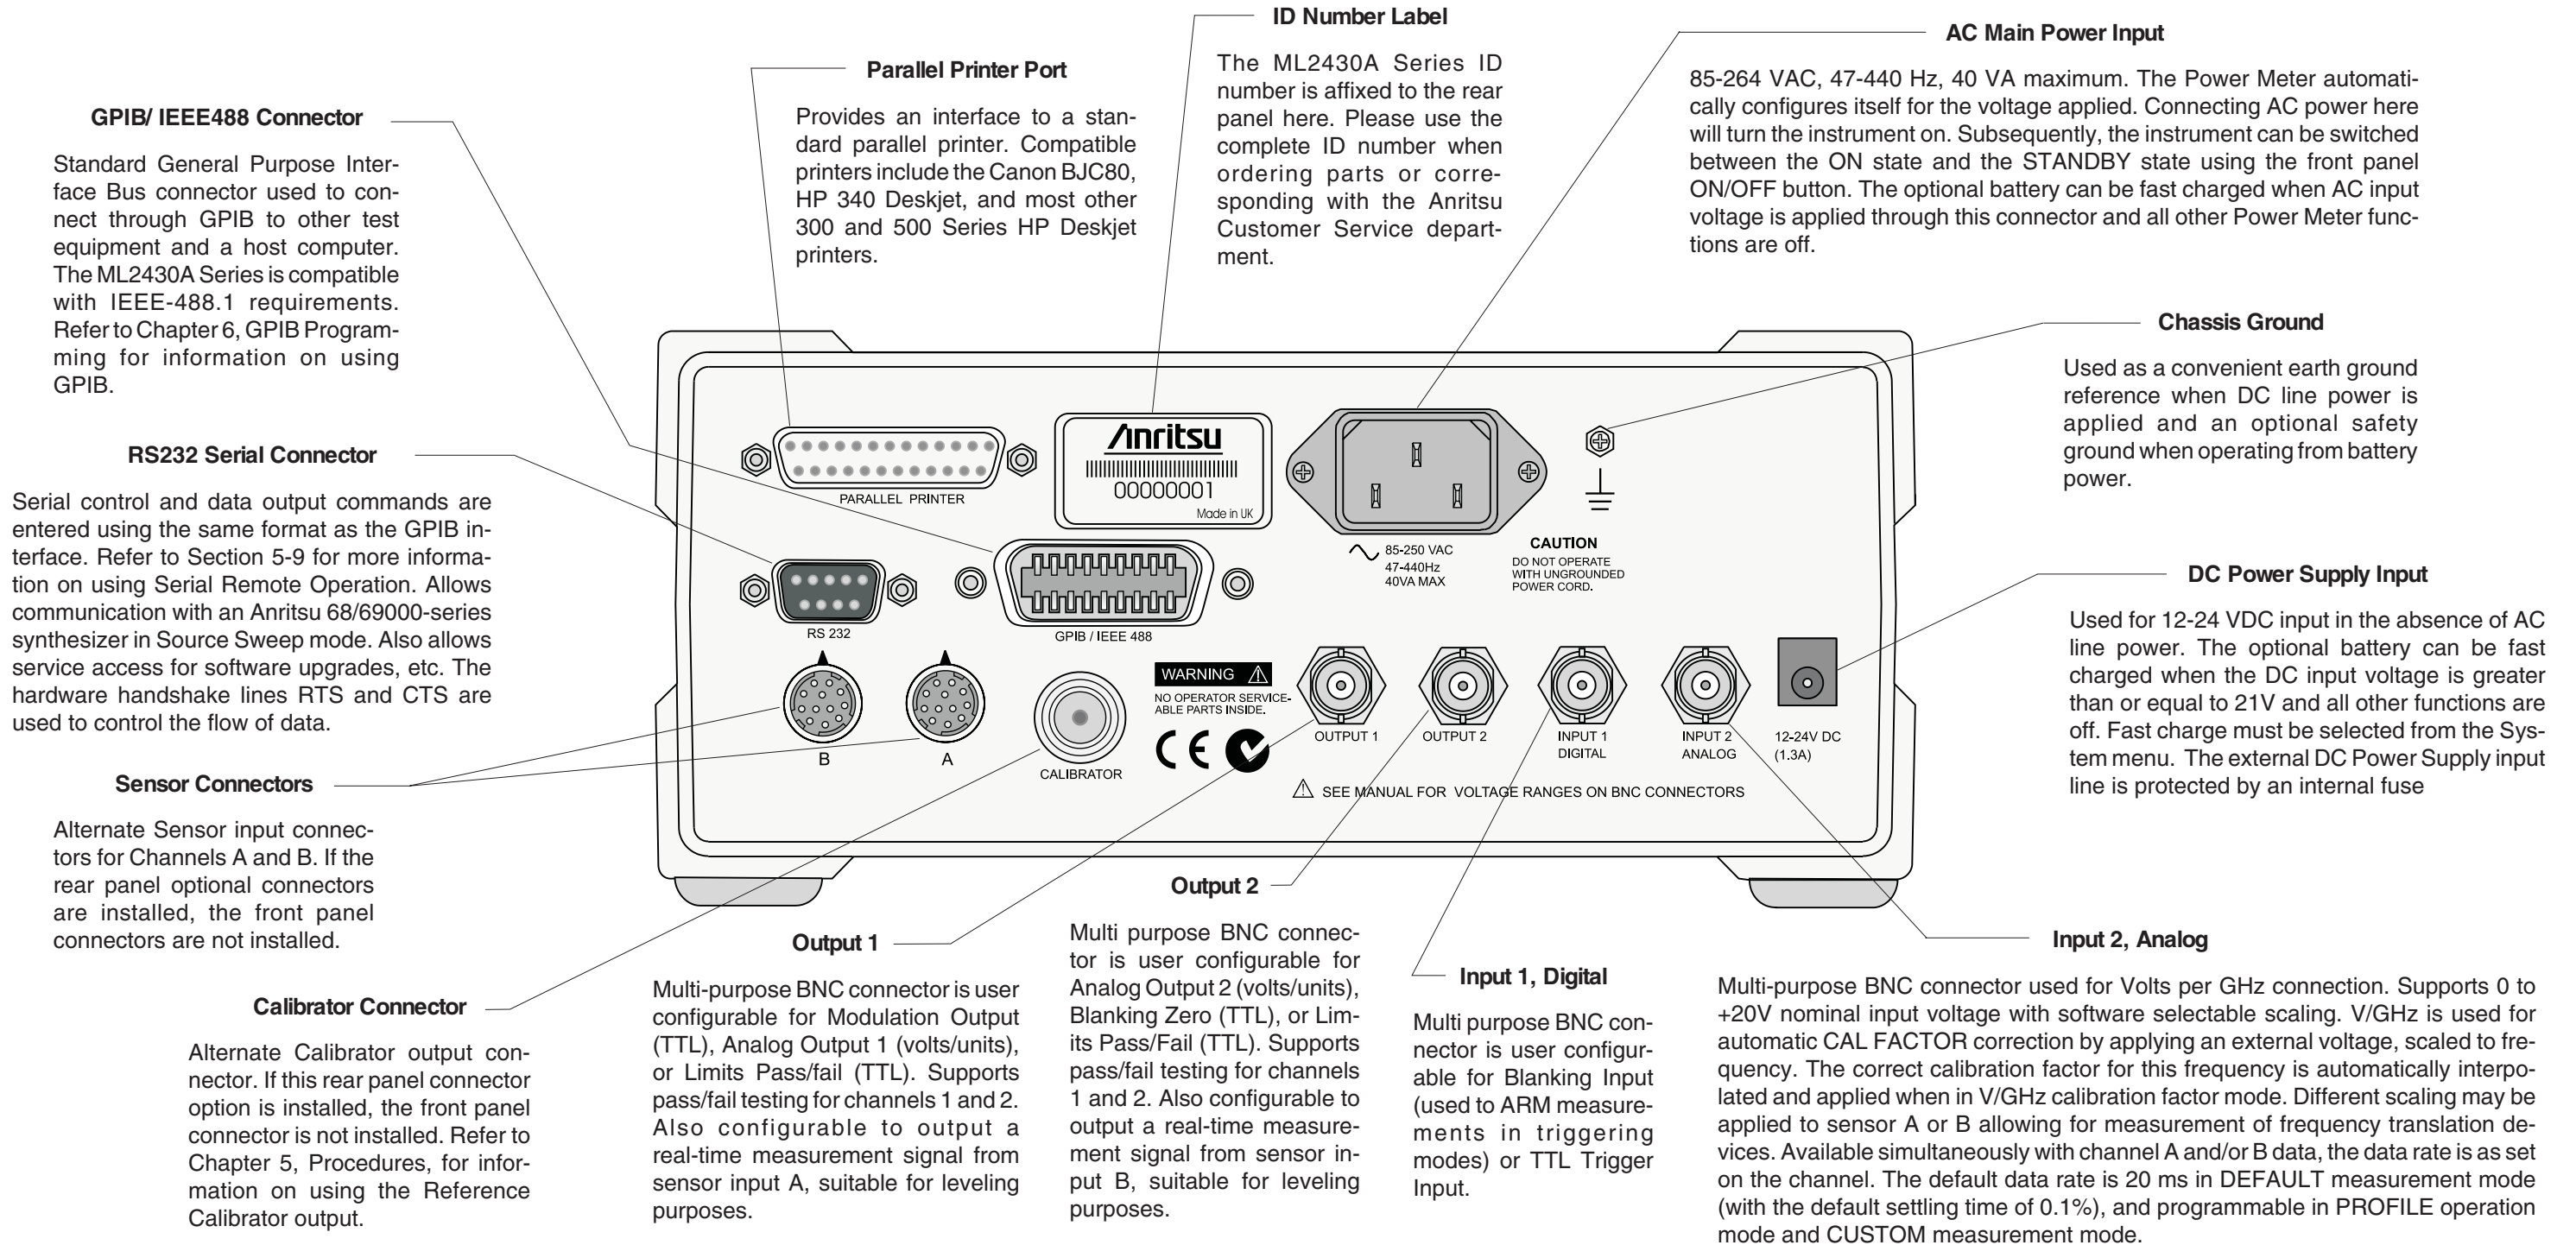 ID Number Label
The ML2430A Series ID
number is affixed to the rear
panel here. Please use the
complete ID number when
ordering parts or corre-
sponding with the Anritsu
Customer Service depart-
ment.
AC Main Power Input
85-264 VAC, 47-440 Hz, 40 VA maximum. The Power Meter automati-
cally configures itself for the voltage applied. Connecting AC power here
will turn the instrument on. Subsequently, the instrument can be switched
between the ON state and the STANDBY state using the front panel
ON/OFF button. The optional battery can be fast charged when AC input
voltage is applied through this connector and all other Power Meter func-
tions are off.
Parallel Printer Port
Provides an interface to a stan-
dard parallel printer. Compatible
printers include the Canon BJC80,
HP 340 Deskjet, and most other
300 and 500 Series HP Deskjet
printers.
GPIB/ IEEE488 Connector
Standard General Purpose Inter-
face Bus connector used to con-
nect through GPIB to other test
equipment and a host computer.
The ML2430A Series is compatible
with IEEE-488.1 requirements.
Refer to Chapter 6, GPIB Program-
ming for information on using
GPIB.
Chassis Ground
Used as a convenient earth ground
reference when DC line power is
applied and an optional safety
ground when operating from battery
power.
RS232 Serial Connector
Serial control and data output commands are
entered using the same format as the GPIB in-
terface. Refer to Section 5-9 for more informa-
tion on using Serial Remote Operation. Allows
communication with an Anritsu 68/69000-series
synthesizer in Source Sweep mode. Also allows
service access for software upgrades, etc. The
hardware handshake lines RTS and CTS are
used to control the flow of data.
PARALLEL PRINTER
Anritsu
00000001
Made in UK
85-250 VAC
47-440Hz
40VA MAX
CAUTION
DO NOT OPERATE
WITH UNGROUNDED
POWER CORD.
RS 232
GPIB / IEEE 488
B
A
CALIBRATOR
WARNING
NO OPERATOR SERVICE-
ABLE PARTS INSIDE.
CE
OUTPUT 1
OUTPUT 2
INPUT 1
DIGITAL
INPUT 2
ANALOG
12-24V DC
(1.3A)
SEE MANUAL FOR VOLTAGE RANGES ON BNC CONNECTORS
DC Power Supply Input
Used for 12-24 VDC input in the absence of AC
line power. The optional battery can be fast
charged when the DC input voltage is greater
than or equal to 21V and all other functions are
off. Fast charge must be selected from the Sys-
tem menu. The external DC Power Supply input
line is protected by an internal fuse
Sensor Connectors
Alternate Sensor input connec-
tors for Channels A and B. If the
rear panel optional connectors
are installed, the front panel
connectors are not installed.
Calibrator Connector
Alternate Calibrator output con-
nector. If this rear panel connector
option is installed, the front panel
connector is not installed. Refer to
Chapter 5, Procedures, for infor-
mation on using the Reference
Calibrator output.
Output 1
Multi-purpose BNC connector is user
configurable for Modulation Output
(TTL), Analog Output 1 (volts/units),
or Limits Pass/fail (TTL). Supports
pass/fail testing for channels 1 and 2.
Also configurable to output a
real-time measurement signal from
sensor input A, suitable for leveling
purposes.
Output 2
Multi purpose BNC connec-
tor is user configurable for
Analog Output 2 (volts/units),
Blanking Zero (TTL), or Lim-
its Pass/Fail (TTL). Supports
pass/fail testing for channels
1 and 2. Also configurable to
output a real-time measure-
ment signal from sensor in-
put B, suitable for leveling
purposes.
Input 1, Digital
Multi purpose BNC con-
nector is user configur-
able for Blanking Input
(used to ARM measure-
ments in triggering
modes) or TTL Trigger
Input.
Input 2, Analog
Multi-purpose BNC connector used for Volts per GHz connection. Supports 0 to
+20V nominal input voltage with software selectable scaling. V/GHz is used for
automatic CAL FACTOR correction by applying an external voltage, scaled to fre-
quency. The correct calibration factor for this frequency is automatically interpo-
lated and applied when in V/GHz calibration factor mode. Different scaling may be
applied to sensor A or B allowing for measurement of frequency translation de-
vices. Available simultaneously with channel A and/or B data, the data rate is as set
on the channel. The default data rate is 20 ms in DEFAULT measurement mode
(with the default settling time of 0.1%), and programmable in PROFILE operation
mode and CUSTOM measurement mode.